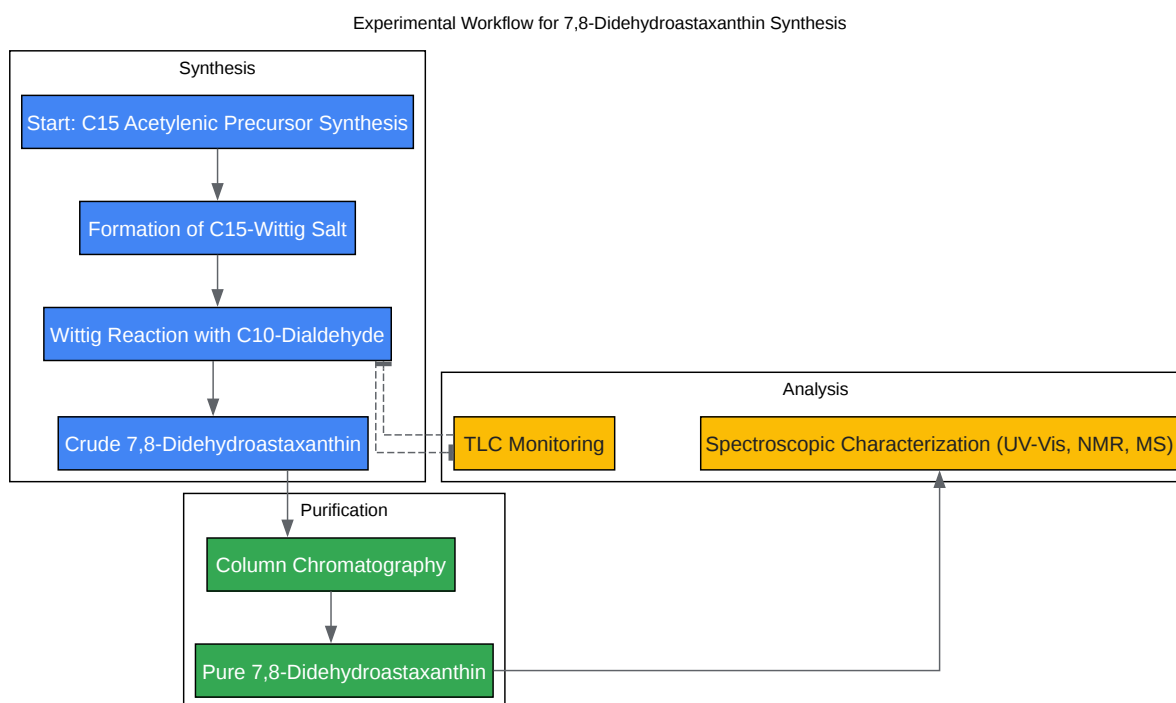 Experimental Workflow for 7,8-Didehydroastaxanthin Synthesis
Synthesis
Start: C15 Acetylenic Precursor Synthesis
Formation of C15-Wittig Salt
Wittig Reaction with C10-Dialdehyde
Crude 7,8-Didehydroastaxanthin
Analysis
TLC Monitoring
Spectroscopic Characterization (UV-Vis, NMR, MS)
Purification
Column Chromatography
Pure 7,8-Didehydroastaxanthin